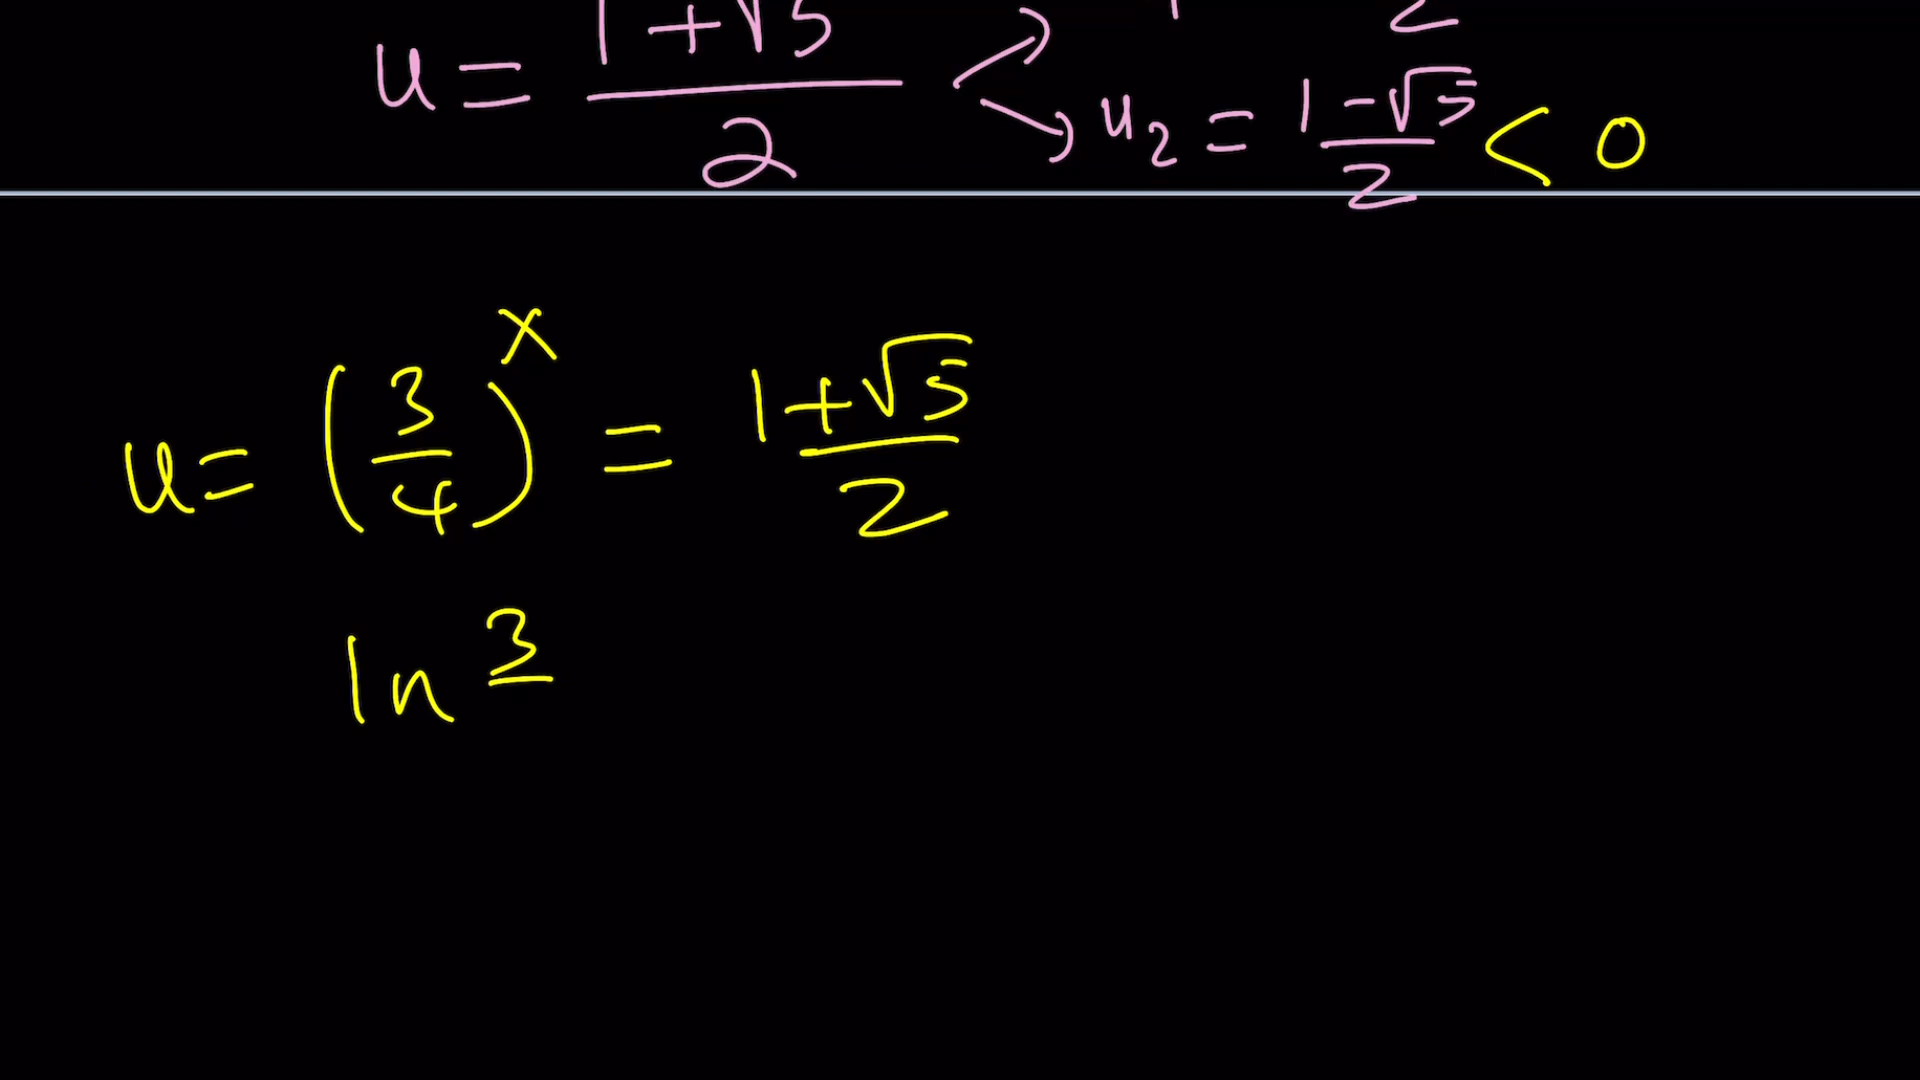 u = 1+√5 / 2
u₂ = 1-√5 / 2 < 0
u = (3/4)^x = 1+√5 / 2
ln 3